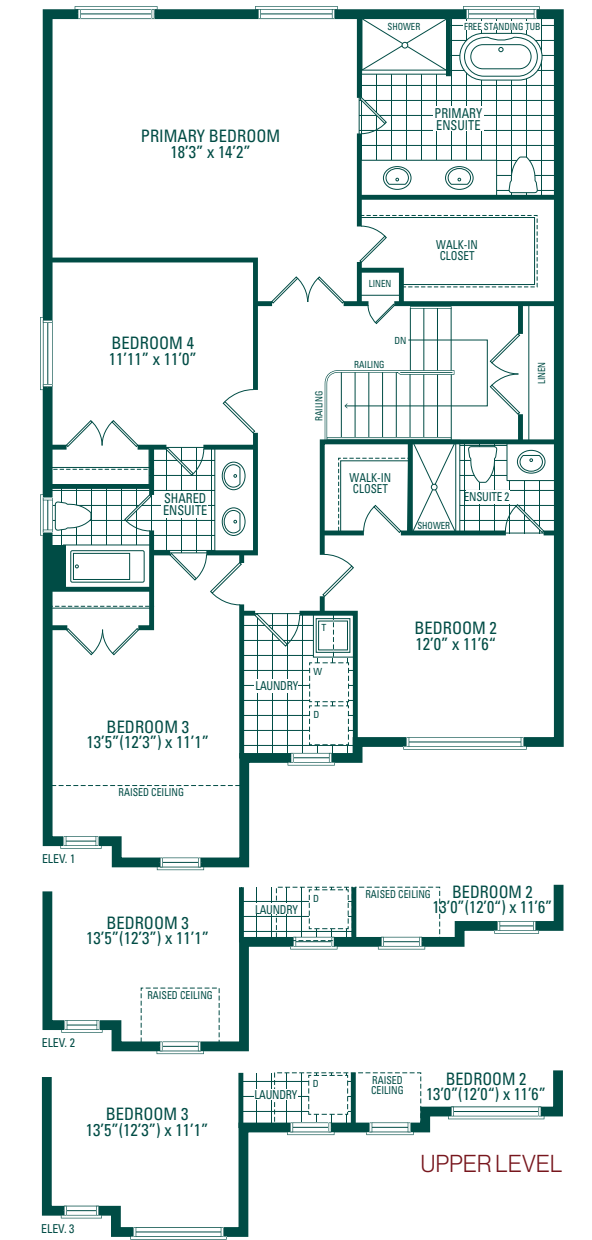 SHOWER
FREE STANDING TUB
PRIMARY
ENSUITE
PRIMARY BEDROOM
18'3" x 14'2"
WALK-IN
CLOSET
LINEN
BEDROOM 4
11'11" x 11'0"
DN
RAILING
RAILING
LINEN
SHARED
ENSUITE
WALK-IN
CLOSET
ENSUITE 2
SHOWER
BEDROOM 2
12'0" x 11'6"
T
W
LAUNDRY
D
BEDROOM 3
13'5"(12'3") x 11'1"
RAISED CEILING
ELEV. 1
BEDROOM 3
13'5"(12'3") x 11'1"
LAUNDRY
D
RAISED CEILING
BEDROOM 2
13'0"(12'0") x 11'6"
RAISED CEILING
ELEV. 2
BEDROOM 3
13'5"(12'3") x 11'1"
LAUNDRY
D
RAISED
CEILING
BEDROOM 2
13'0"(12'0") x 11'6"
UPPER LEVEL
ELEV. 3